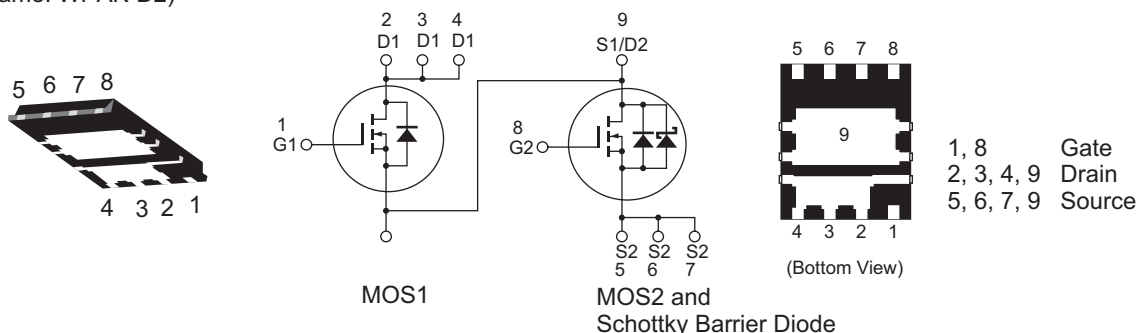 5 6 7 8
4 3 2 1
2 3 4
D1 D1 D1
1
G1
MOS1
9
S1/D2
8
G2
S2 S2 S2
5 6 7
MOS2 and
Schottky Barrier Diode
5 6 7 8
9
4 3 2 1
(Bottom View)
1, 8 Gate
2, 3, 4, 9 Drain
5, 6, 7, 9 Source